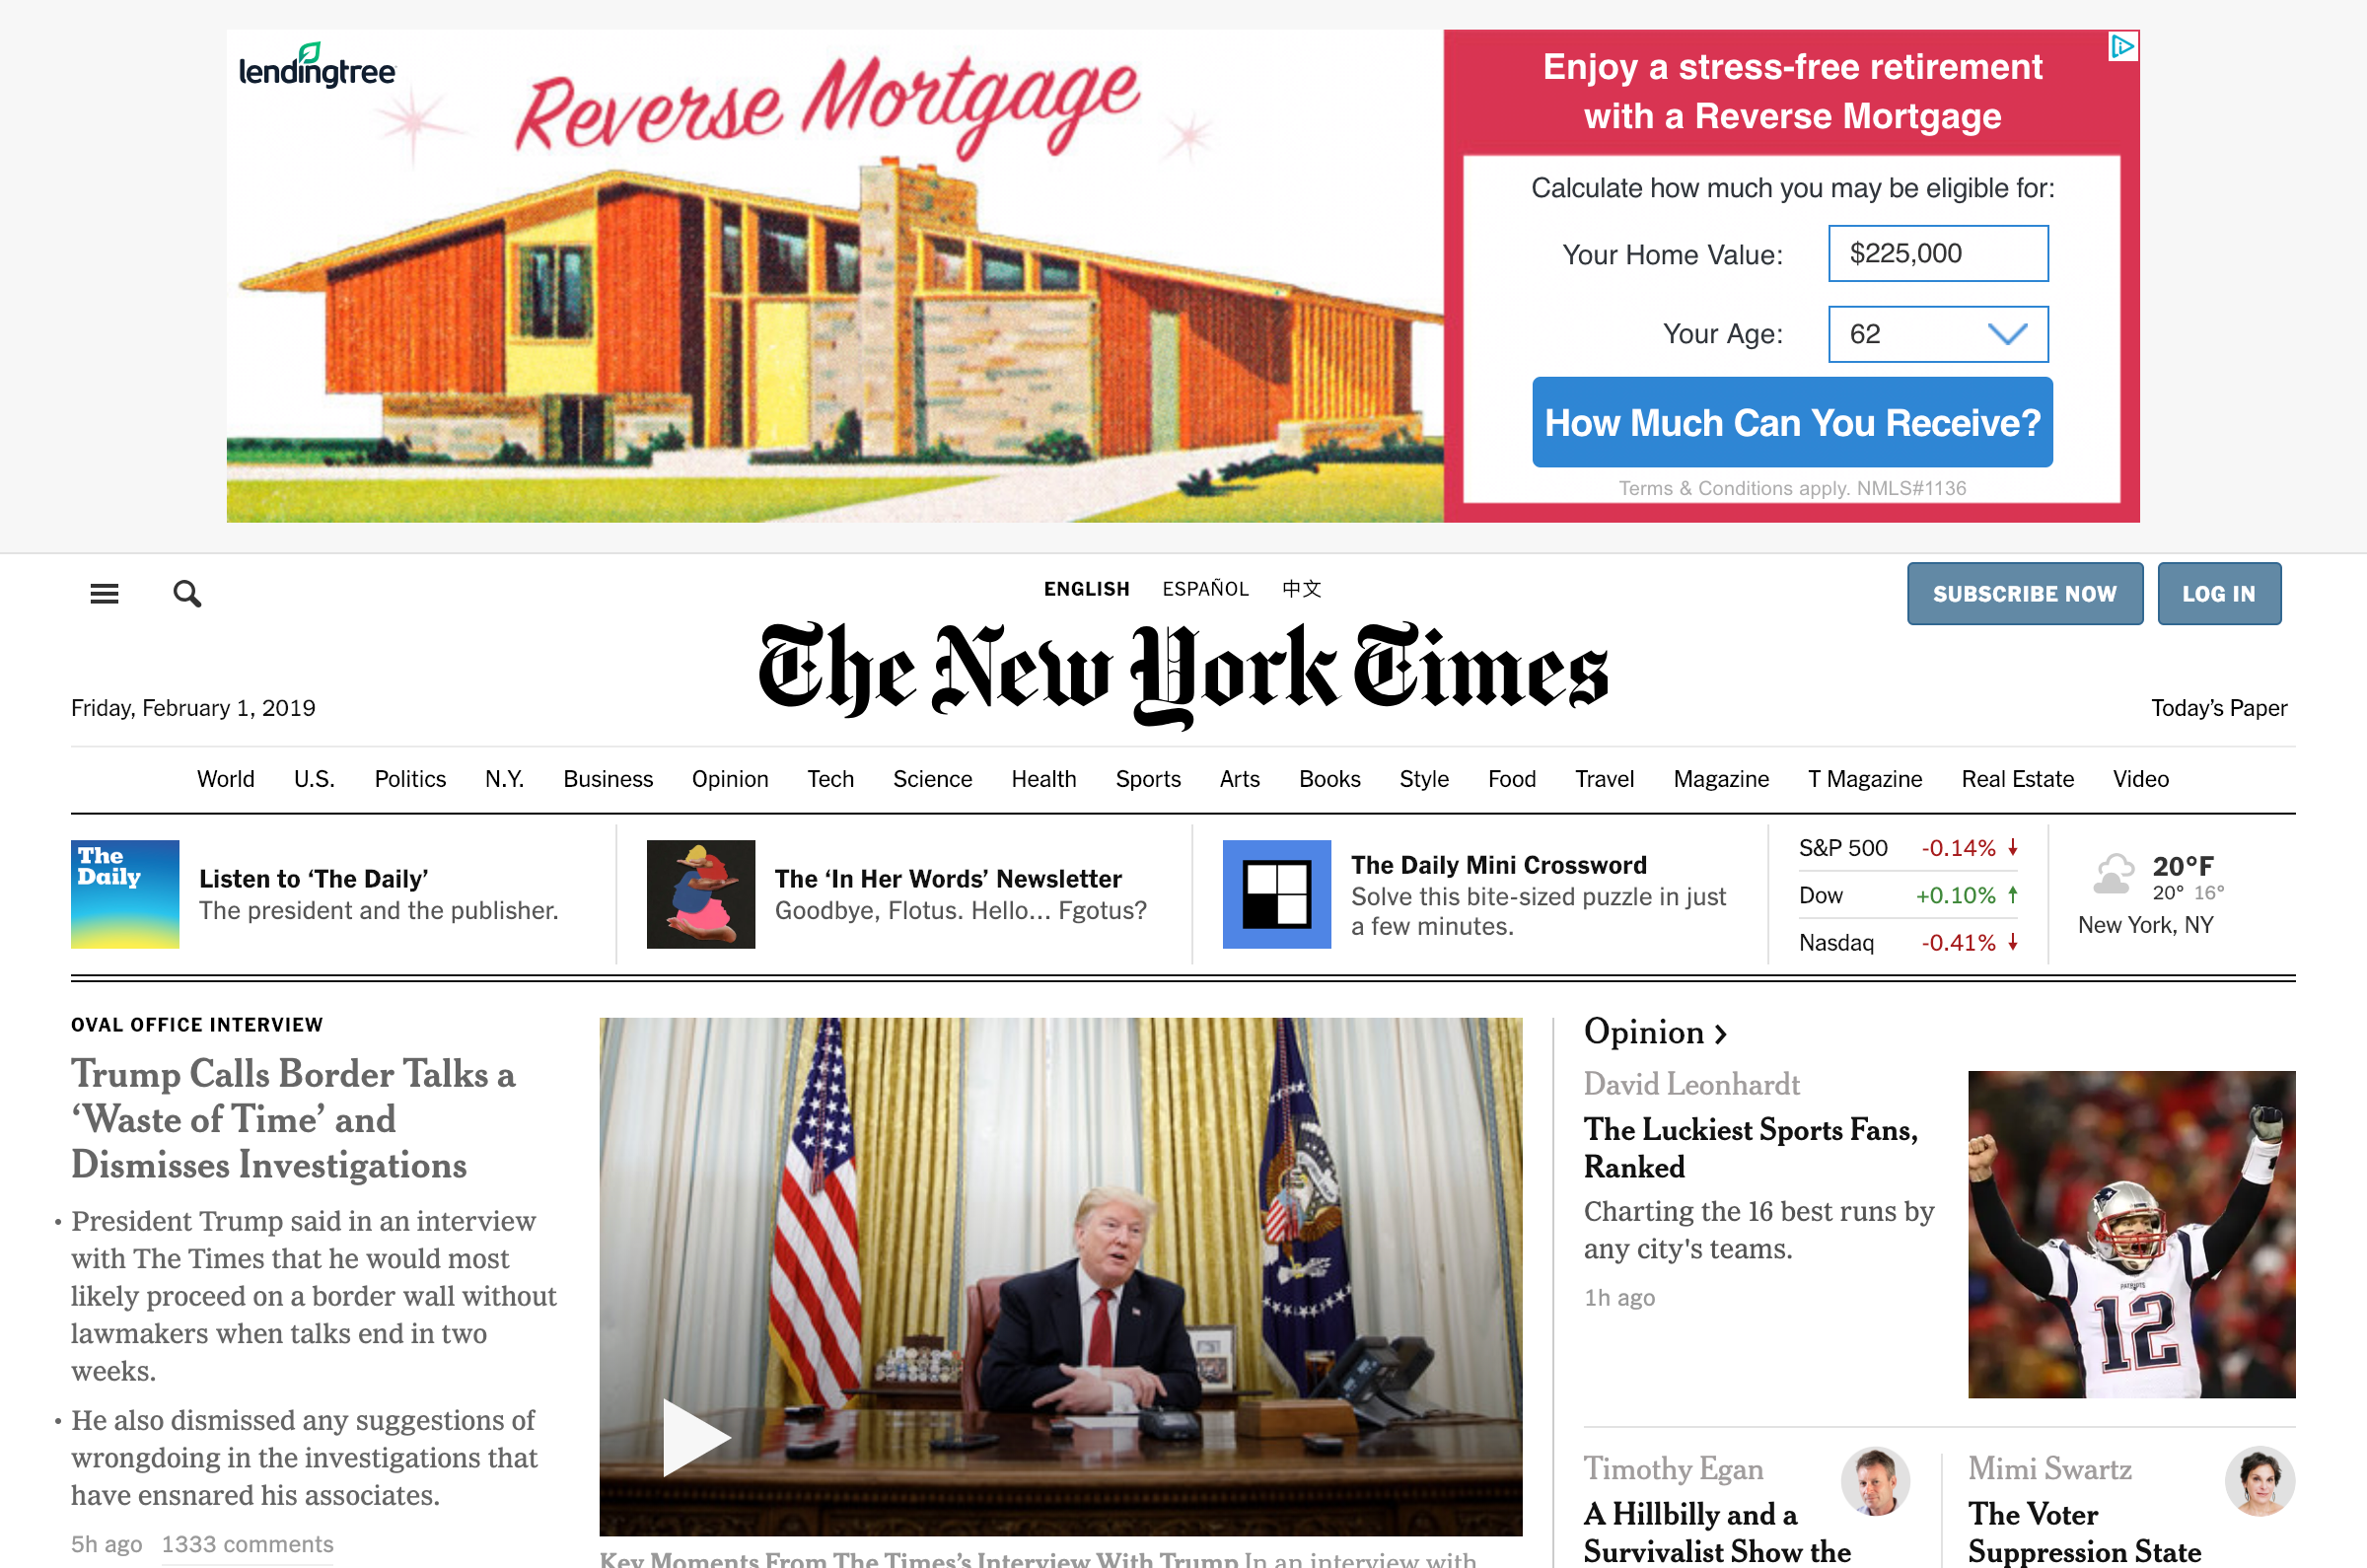 lendingtree
Reverse Mortgage
Enjoy a stress-free retirement
with a Reverse Mortgage
Calculate how much you may be eligible for:
Your Home Value: $225,000
Your Age: 62
How Much Can You Receive?
Terms & Conditions apply. NMLS#1136
ENGLISH ESPAÑOL 中文
SUBSCRIBE NOW LOG IN
The New York Times
Friday, February 1, 2019
Today’s Paper
World U.S. Politics N.Y. Business Opinion Tech Science Health Sports Arts Books Style Food Travel Magazine T Magazine Real Estate Video
The
Daily
Listen to ‘The Daily’
The president and the publisher.
The ‘In Her Words’ Newsletter
Goodbye, Flotus. Hello... Fgotus?
The Daily Mini Crossword
Solve this bite-sized puzzle in just
a few minutes.
S&P 500 -0.14% ↓
Dow +0.10% ↑
Nasdaq -0.41% ↓
20°F
20° 16°
New York, NY
OVAL OFFICE INTERVIEW
Trump Calls Border Talks a
‘Waste of Time’ and
Dismisses Investigations
• President Trump said in an interview
with The Times that he would most
likely proceed on a border wall without
lawmakers when talks end in two
weeks.
• He also dismissed any suggestions of
wrongdoing in the investigations that
have ensnared his associates.
5h ago 1333 comments
Key Moments From The Times’s Interview With Trump In an interview with
Opinion ›
David Leonhardt
The Luckiest Sports Fans,
Ranked
Charting the 16 best runs by
any city's teams.
1h ago
PATRIOTS
12
Timothy Egan
A Hillbilly and a
Survivalist Show the
Mimi Swartz
The Voter
Suppression State